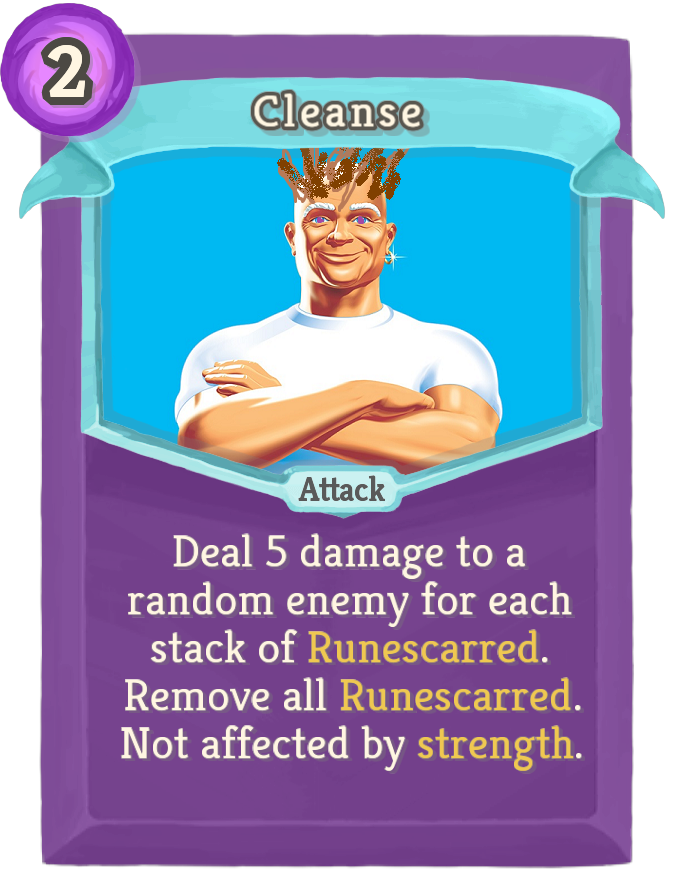 2
Cleanse
Attack
Deal 5 damage to a
random enemy for each
stack of Runescarred.
Remove all Runescarred.
Not affected by strength.